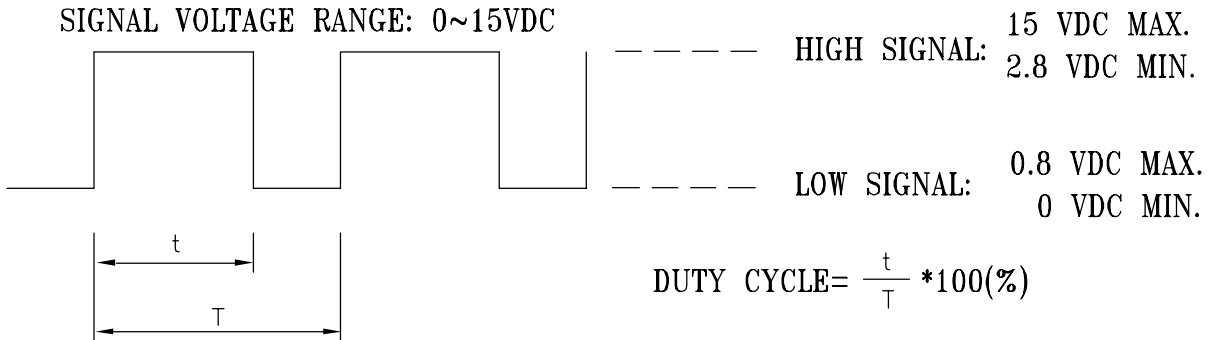 SIGNAL VOLTAGE RANGE: 0~15VDC
HIGH SIGNAL: 15 VDC MAX.
2.8 VDC MIN.
LOW SIGNAL: 0.8 VDC MAX.
0 VDC MIN.
t
T
DUTY CYCLE= t/T *100(%)